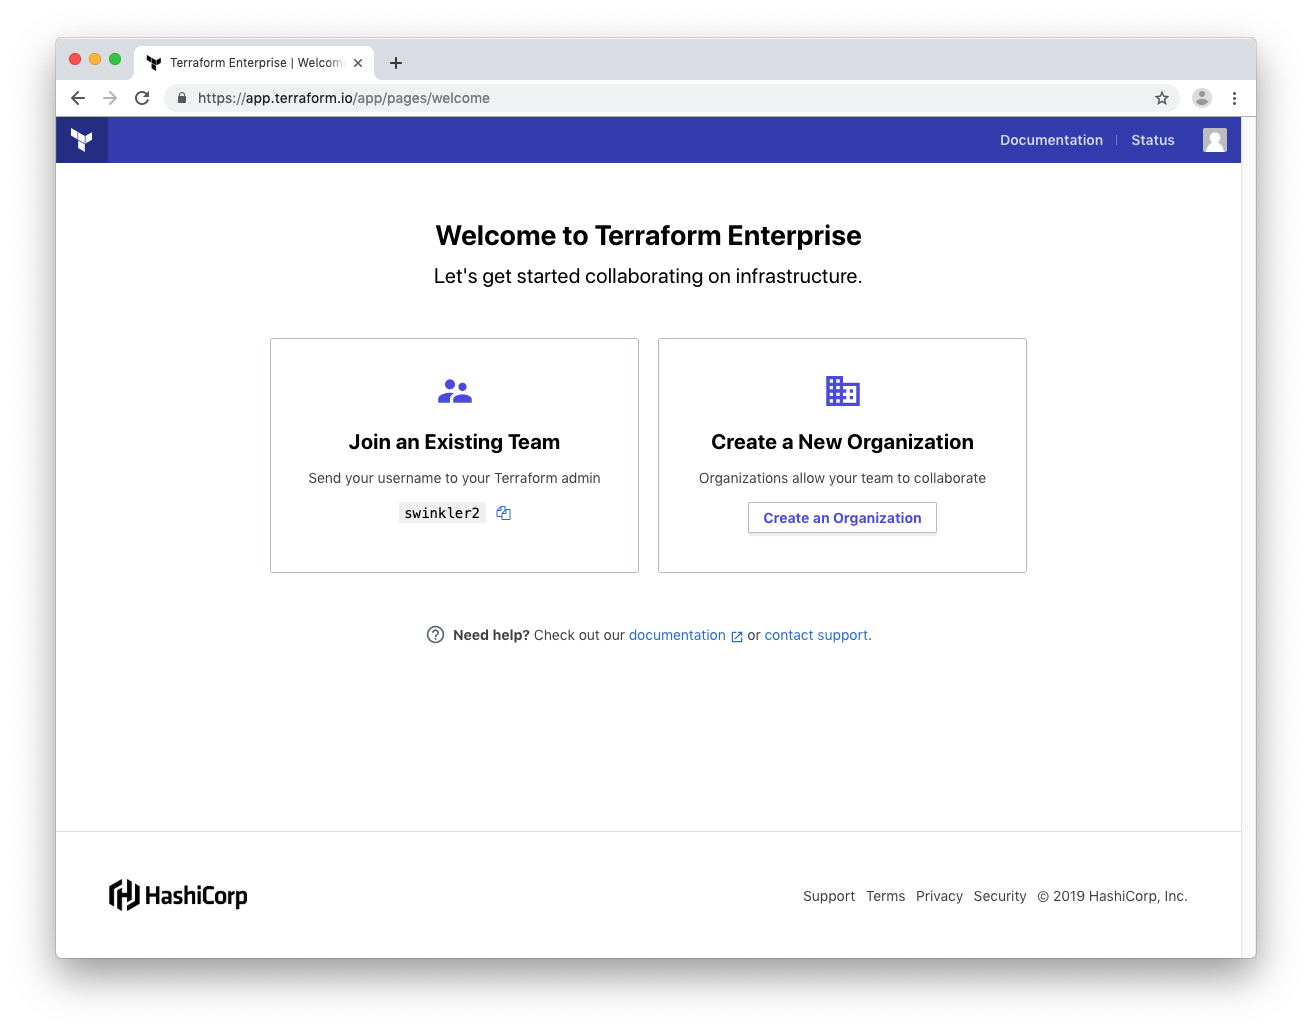 Terraform Enterprise | Welcom
https://app.terraform.io/app/pages/welcome
Documentation
Status
Welcome to Terraform Enterprise
Let's get started collaborating on infrastructure.
Join an Existing Team
Send your username to your Terraform admin
swinkler2
Create a New Organization
Organizations allow your team to collaborate
Create an Organization
Need help? Check out our documentation or contact support.
HashiCorp
Support Terms Privacy Security © 2019 HashiCorp, Inc.